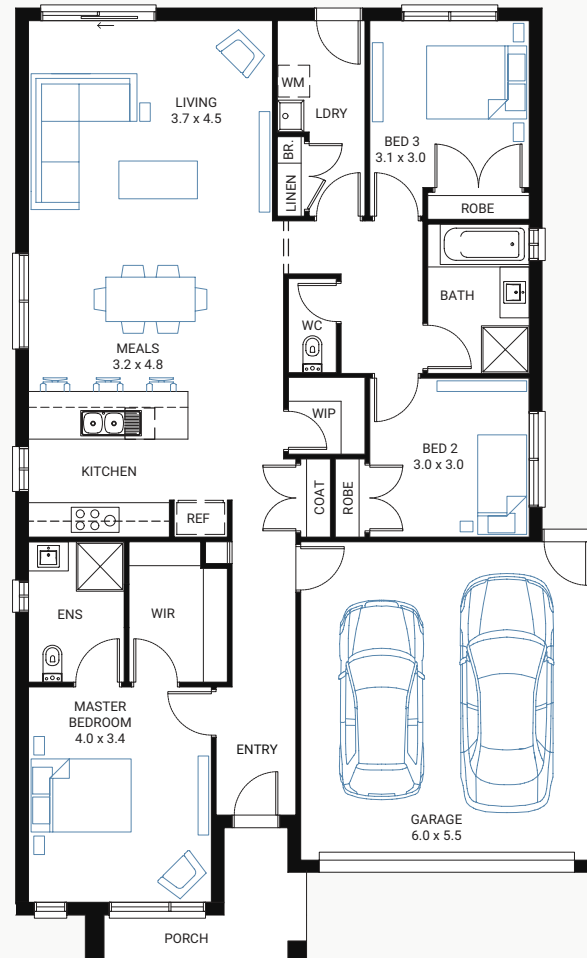 LIVING
3.7 x 4.5
WM
LDRY
BR.
LINEN
BED 3
3.1 x 3.0
ROBE
BATH
WC
MEALS
3.2 x 4.8
WIP
BED 2
3.0 x 3.0
KITCHEN
COAT
ROBE
REF
ENS
WIR
MASTER
BEDROOM
4.0 x 3.4
ENTRY
GARAGE
6.0 x 5.5
PORCH